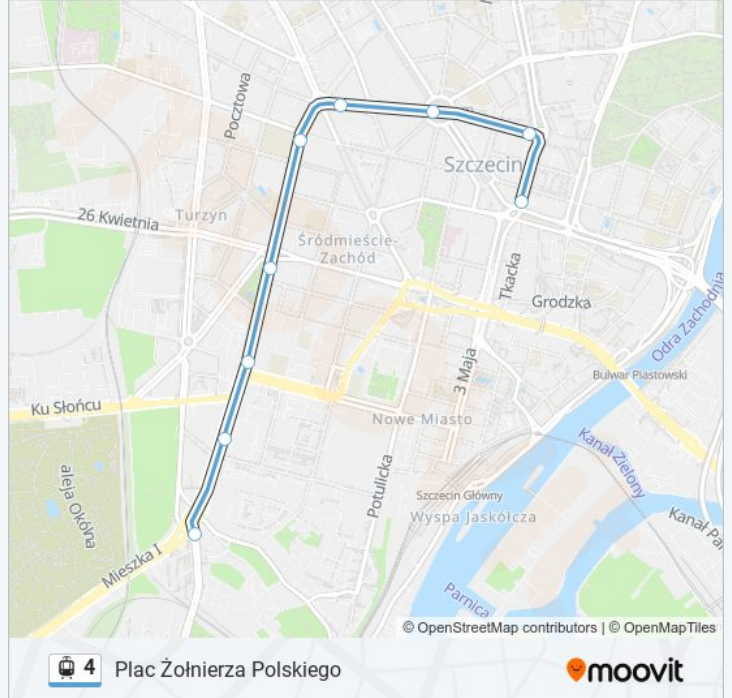 Pocztowa
Szczecin
26 Kwietnia
Turzyn
Śródmieście-
Zachód
Tkacka
Grodzka
Odra Zachodnia
3 Maja
Bulwar Piastowski
Ku Słońcu
Nowe Miasto
Kanał Zielony
aleja Okólna
Potulicka
Szczecin Główny
Wyspa Jaskółcza
Kanał Pa
Mieszka I
Parnica
© OpenStreetMap contributors | © OpenMapTiles
4 Plac Żołnierza Polskiego
moovit